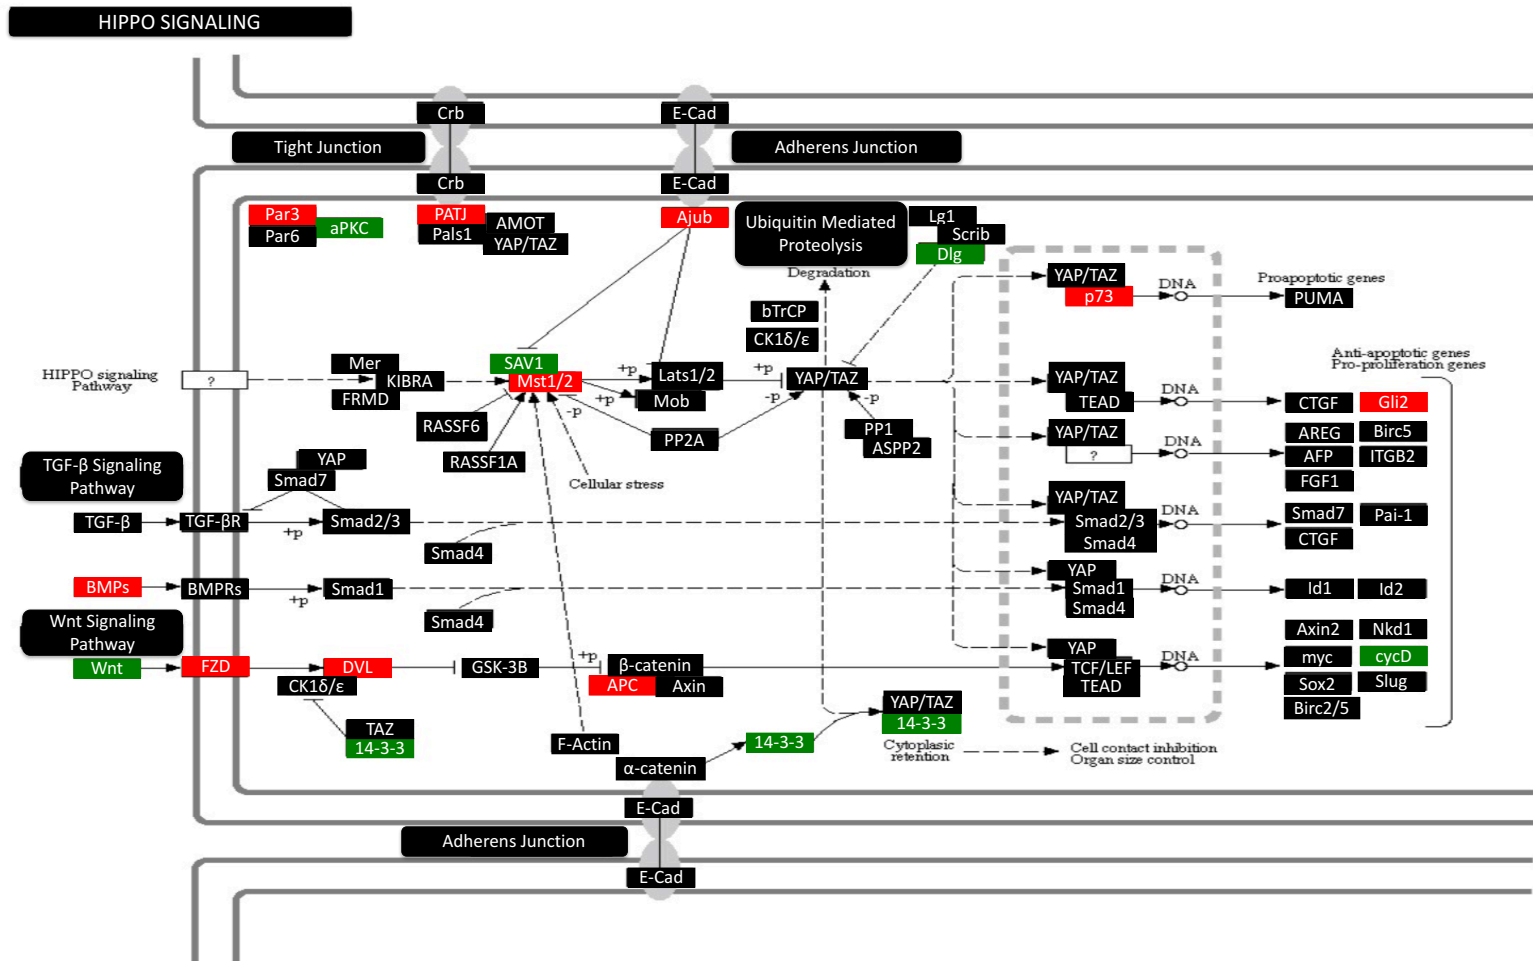 HIPPO SIGNALING
Crb
E-Cad
Tight Junction
Adherens Junction
Crb
E-Cad
Par3
aPKC
Par6
PATJ
AMOT
Pals1
YAP/TAZ
Ajub
Ubiquitin Mediated
Proteolysis
Lg1
Scrib
Dlg
Degradation
bTrCP
CK1δ/ε
YAP/TAZ
p73
DNA
Proapoptotic genes
PUMA
HIPPO signaling
Pathway
?
Mer
KIBRA
FRMD
SAV1
Mst1/2
+p
Lats1/2
+p
Mob
+p
YAP/TAZ
-p
-p
-p
RASSF6
RASSF1A
PP2A
PP1
ASPP2
Cellular stress
YAP/TAZ
TEAD
DNA
Anti-apoptotic genes
Pro-proliferation genes
CTGF
Gli2
YAP/TAZ
?
DNA
AREG
Birc5
AFP
ITGB2
FGF1
TGF-β Signaling
Pathway
YAP
Smad7
TGF-β
TGF-βR
+p
Smad2/3
Smad4
YAP/TAZ
Smad2/3
Smad4
DNA
Smad7
Pai-1
CTGF
BMPs
BMPRs
+p
Smad1
Smad4
YAP
Smad1
Smad4
DNA
Id1
Id2
Wnt Signaling
Pathway
Wnt
FZD
DVL
CK1δ/ε
GSK-3B
+p
β-catenin
APC
Axin
YAP
TCF/LEF
TEAD
DNA
Axin2
Nkd1
myc
cycD
Sox2
Slug
Birc2/5
TAZ
14-3-3
F-Actin
α-catenin
14-3-3
YAP/TAZ
14-3-3
Cytoplasic
retention
Cell contact inhibition
Organ size control
E-Cad
Adherens Junction
E-Cad